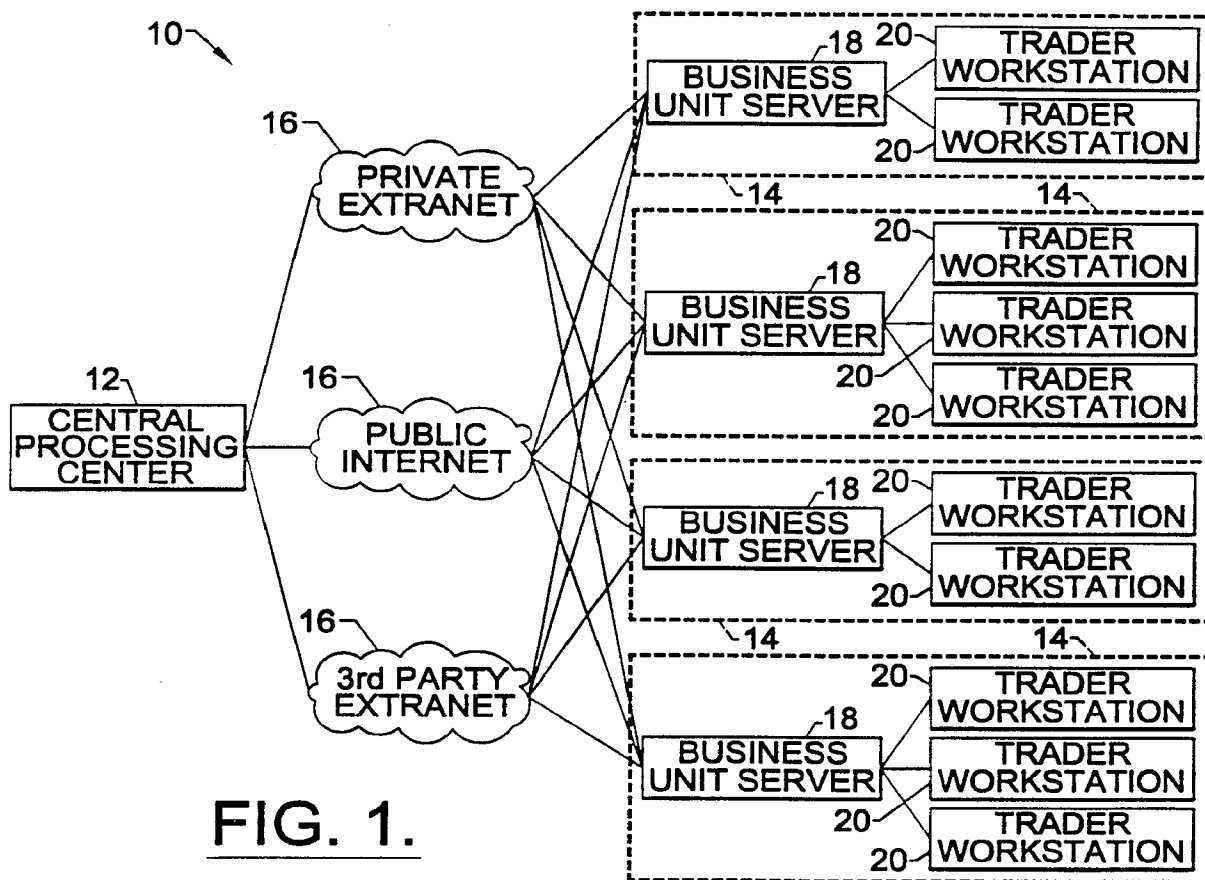 10
16
PRIVATE
EXTRANET
12
CENTRAL
PROCESSING
CENTER
16
PUBLIC
INTERNET
16
3rd PARTY
EXTRANET
18
BUSINESS
UNIT SERVER
20
TRADER
WORKSTATION
20
TRADER
WORKSTATION
14
14
18
BUSINESS
UNIT SERVER
20
TRADER
WORKSTATION
20
TRADER
WORKSTATION
20
TRADER
WORKSTATION
18
BUSINESS
UNIT SERVER
20
TRADER
WORKSTATION
20
TRADER
WORKSTATION
14
14
18
BUSINESS
UNIT SERVER
20
TRADER
WORKSTATION
20
TRADER
WORKSTATION
20
TRADER
WORKSTATION
FIG. 1.